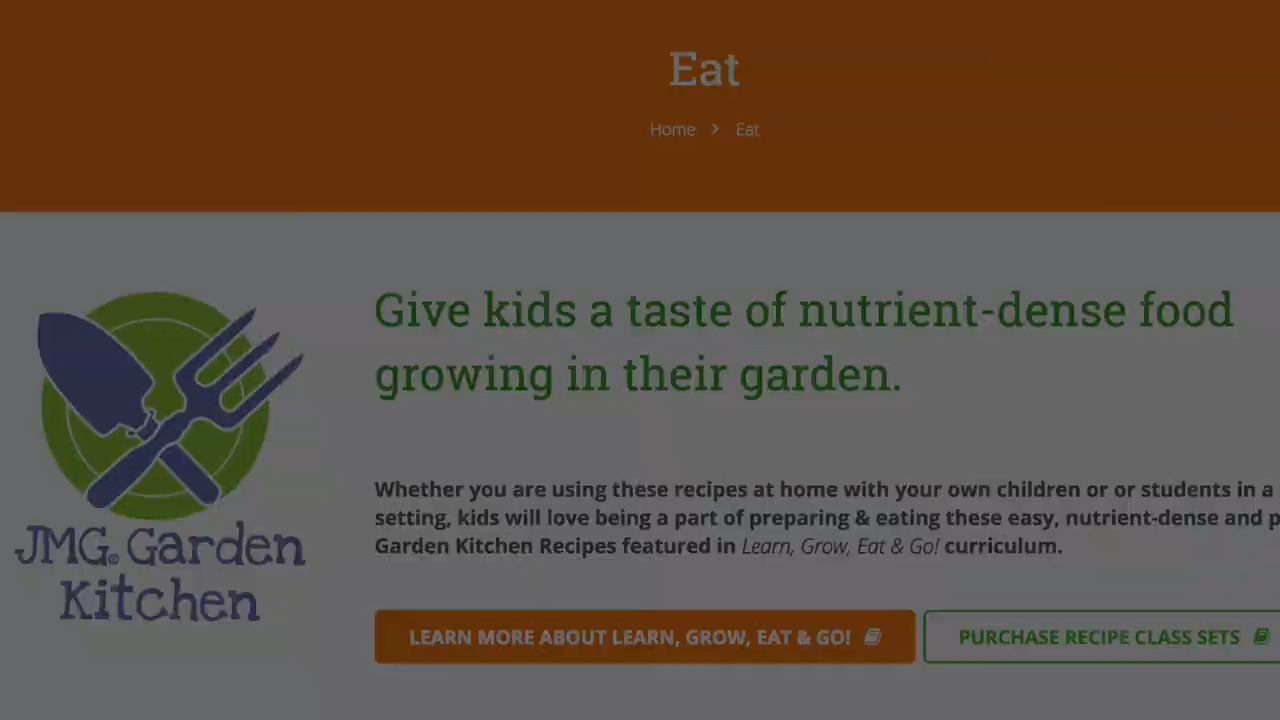 Eat
Home > Eat
Give kids a taste of nutrient-dense food
growing in their garden.
Whether you are using these recipes at home with your own children or or students in a
setting, kids will love being a part of preparing & eating these easy, nutrient-dense and
Garden Kitchen Recipes featured in Learn, Grow, Eat & Go! curriculum.
JMG® Garden
Kitchen
LEARN MORE ABOUT LEARN, GROW, EAT & GO!
PURCHASE RECIPE CLASS SETS